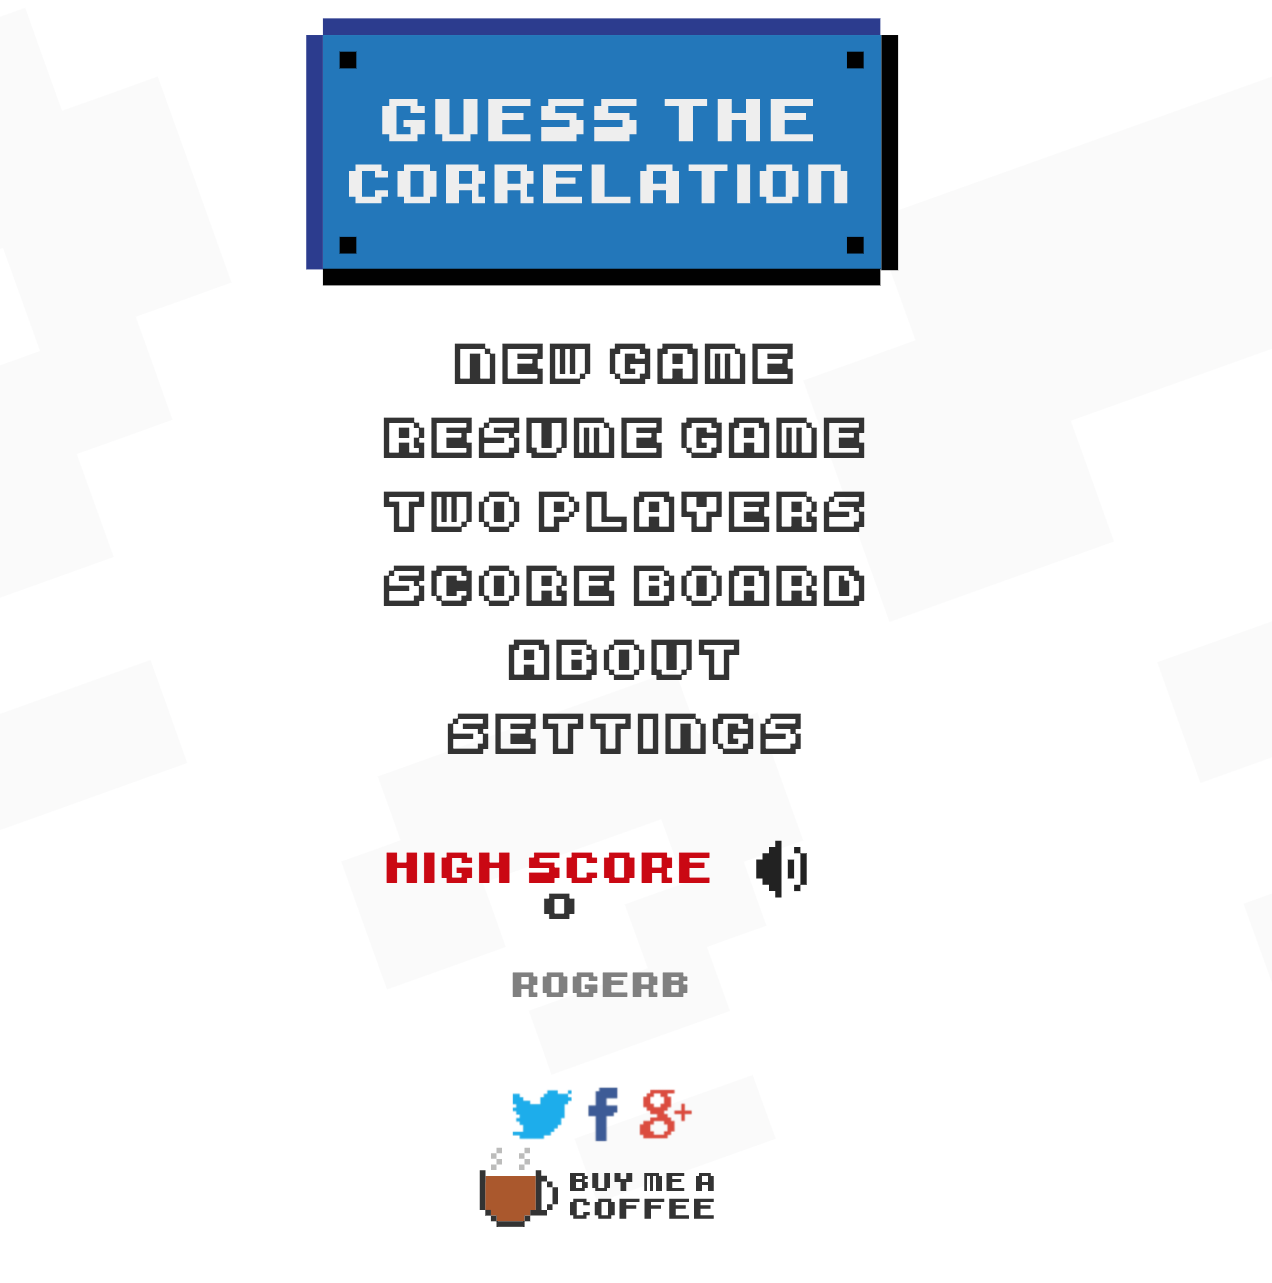 GUESS THE
CORRELATION
NEW GAME
RESUME GAME
TWO PLAYERS
SCORE BOARD
ABOUT
SETTINGS
HIGH SCORE
0
ROGERB
BUY ME A
COFFEE